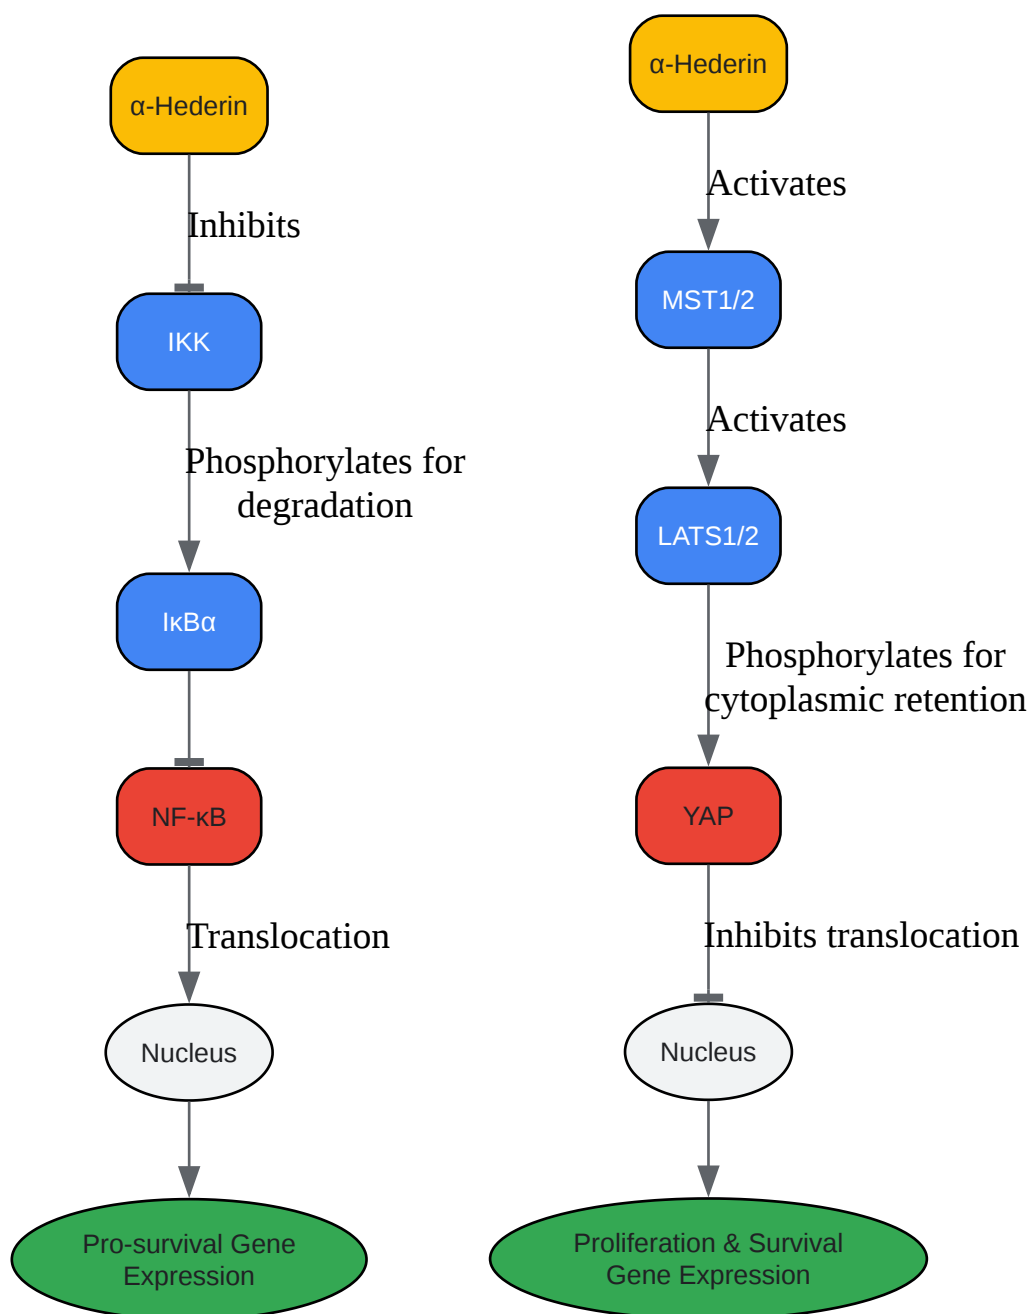 α-Hederin
Inhibits
IKK
Phosphorylates for
degradation
IκBα
NF-κB
Translocation
Nucleus
Pro-survival Gene
Expression
α-Hederin
Activates
MST1/2
Activates
LATS1/2
Phosphorylates for
cytoplasmic retention
YAP
Inhibits translocation
Nucleus
Proliferation & Survival
Gene Expression